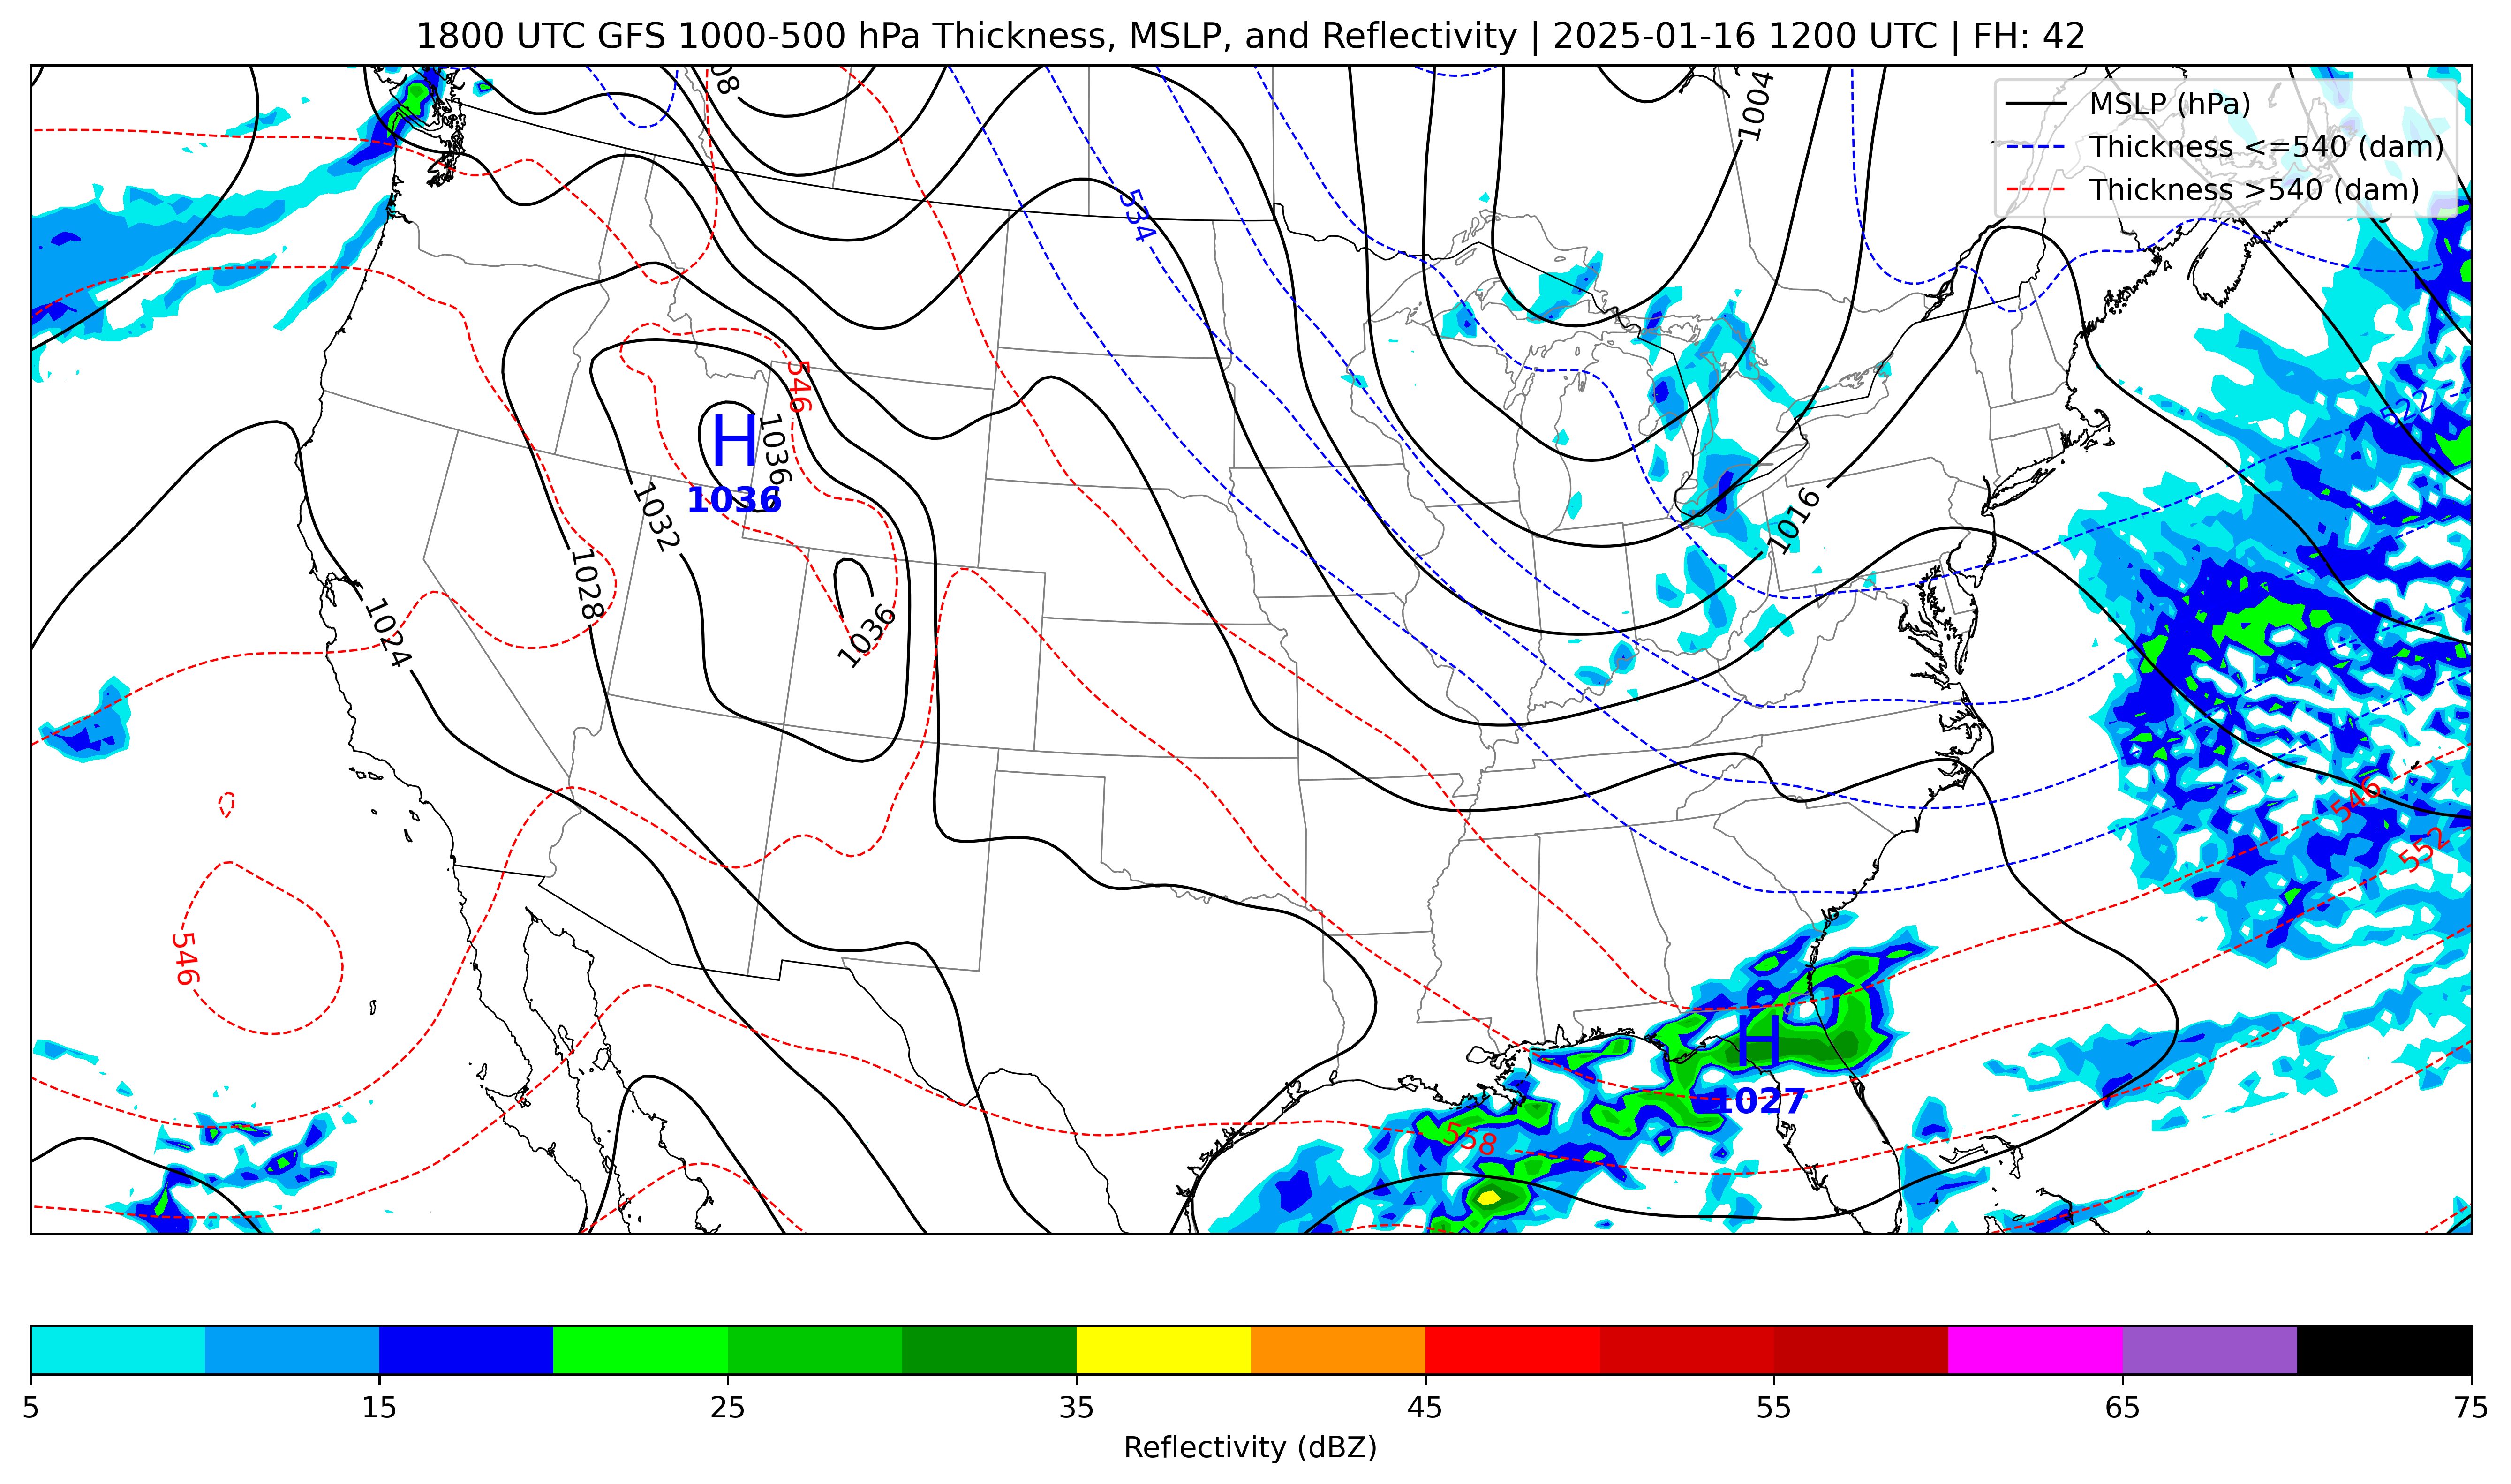 1800 UTC GFS 1000-500 hPa Thickness, MSLP, and Reflectivity | 2025-01-16 1200 UTC | FH: 42
MSLP (hPa)
Thickness <=540 (dam)
Thickness >540 (dam)
1004
534
522
546
H
1036
1036
1032
1016
1028
1036
1024
546
552
546
H
1027
558
5 15 25 35 45 55 65 75
Reflectivity (dBZ)